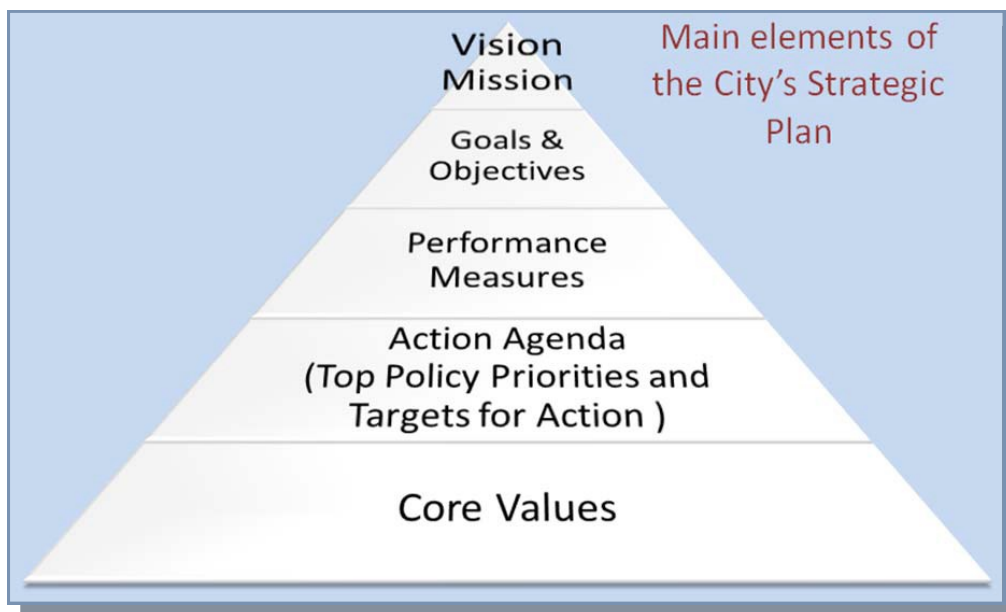 Vision
Mission
Main elements of
the City's Strategic
Plan
Goals &
Objectives
Performance
Measures
Action Agenda
(Top Policy Priorities and
Targets for Action )
Core Values